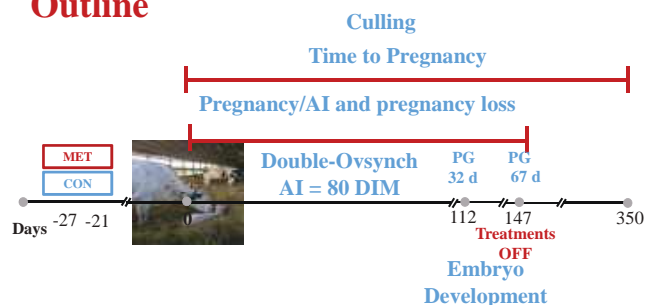 Outline
Culling
Time to Pregnancy
Pregnancy/AI and pregnancy loss
MET
CON
Double-Ovsynch
AI = 80 DIM
PG
32 d
PG
67 d
Days -27 -21
0
112
147
350
Treatments
OFF
Embryo
Development